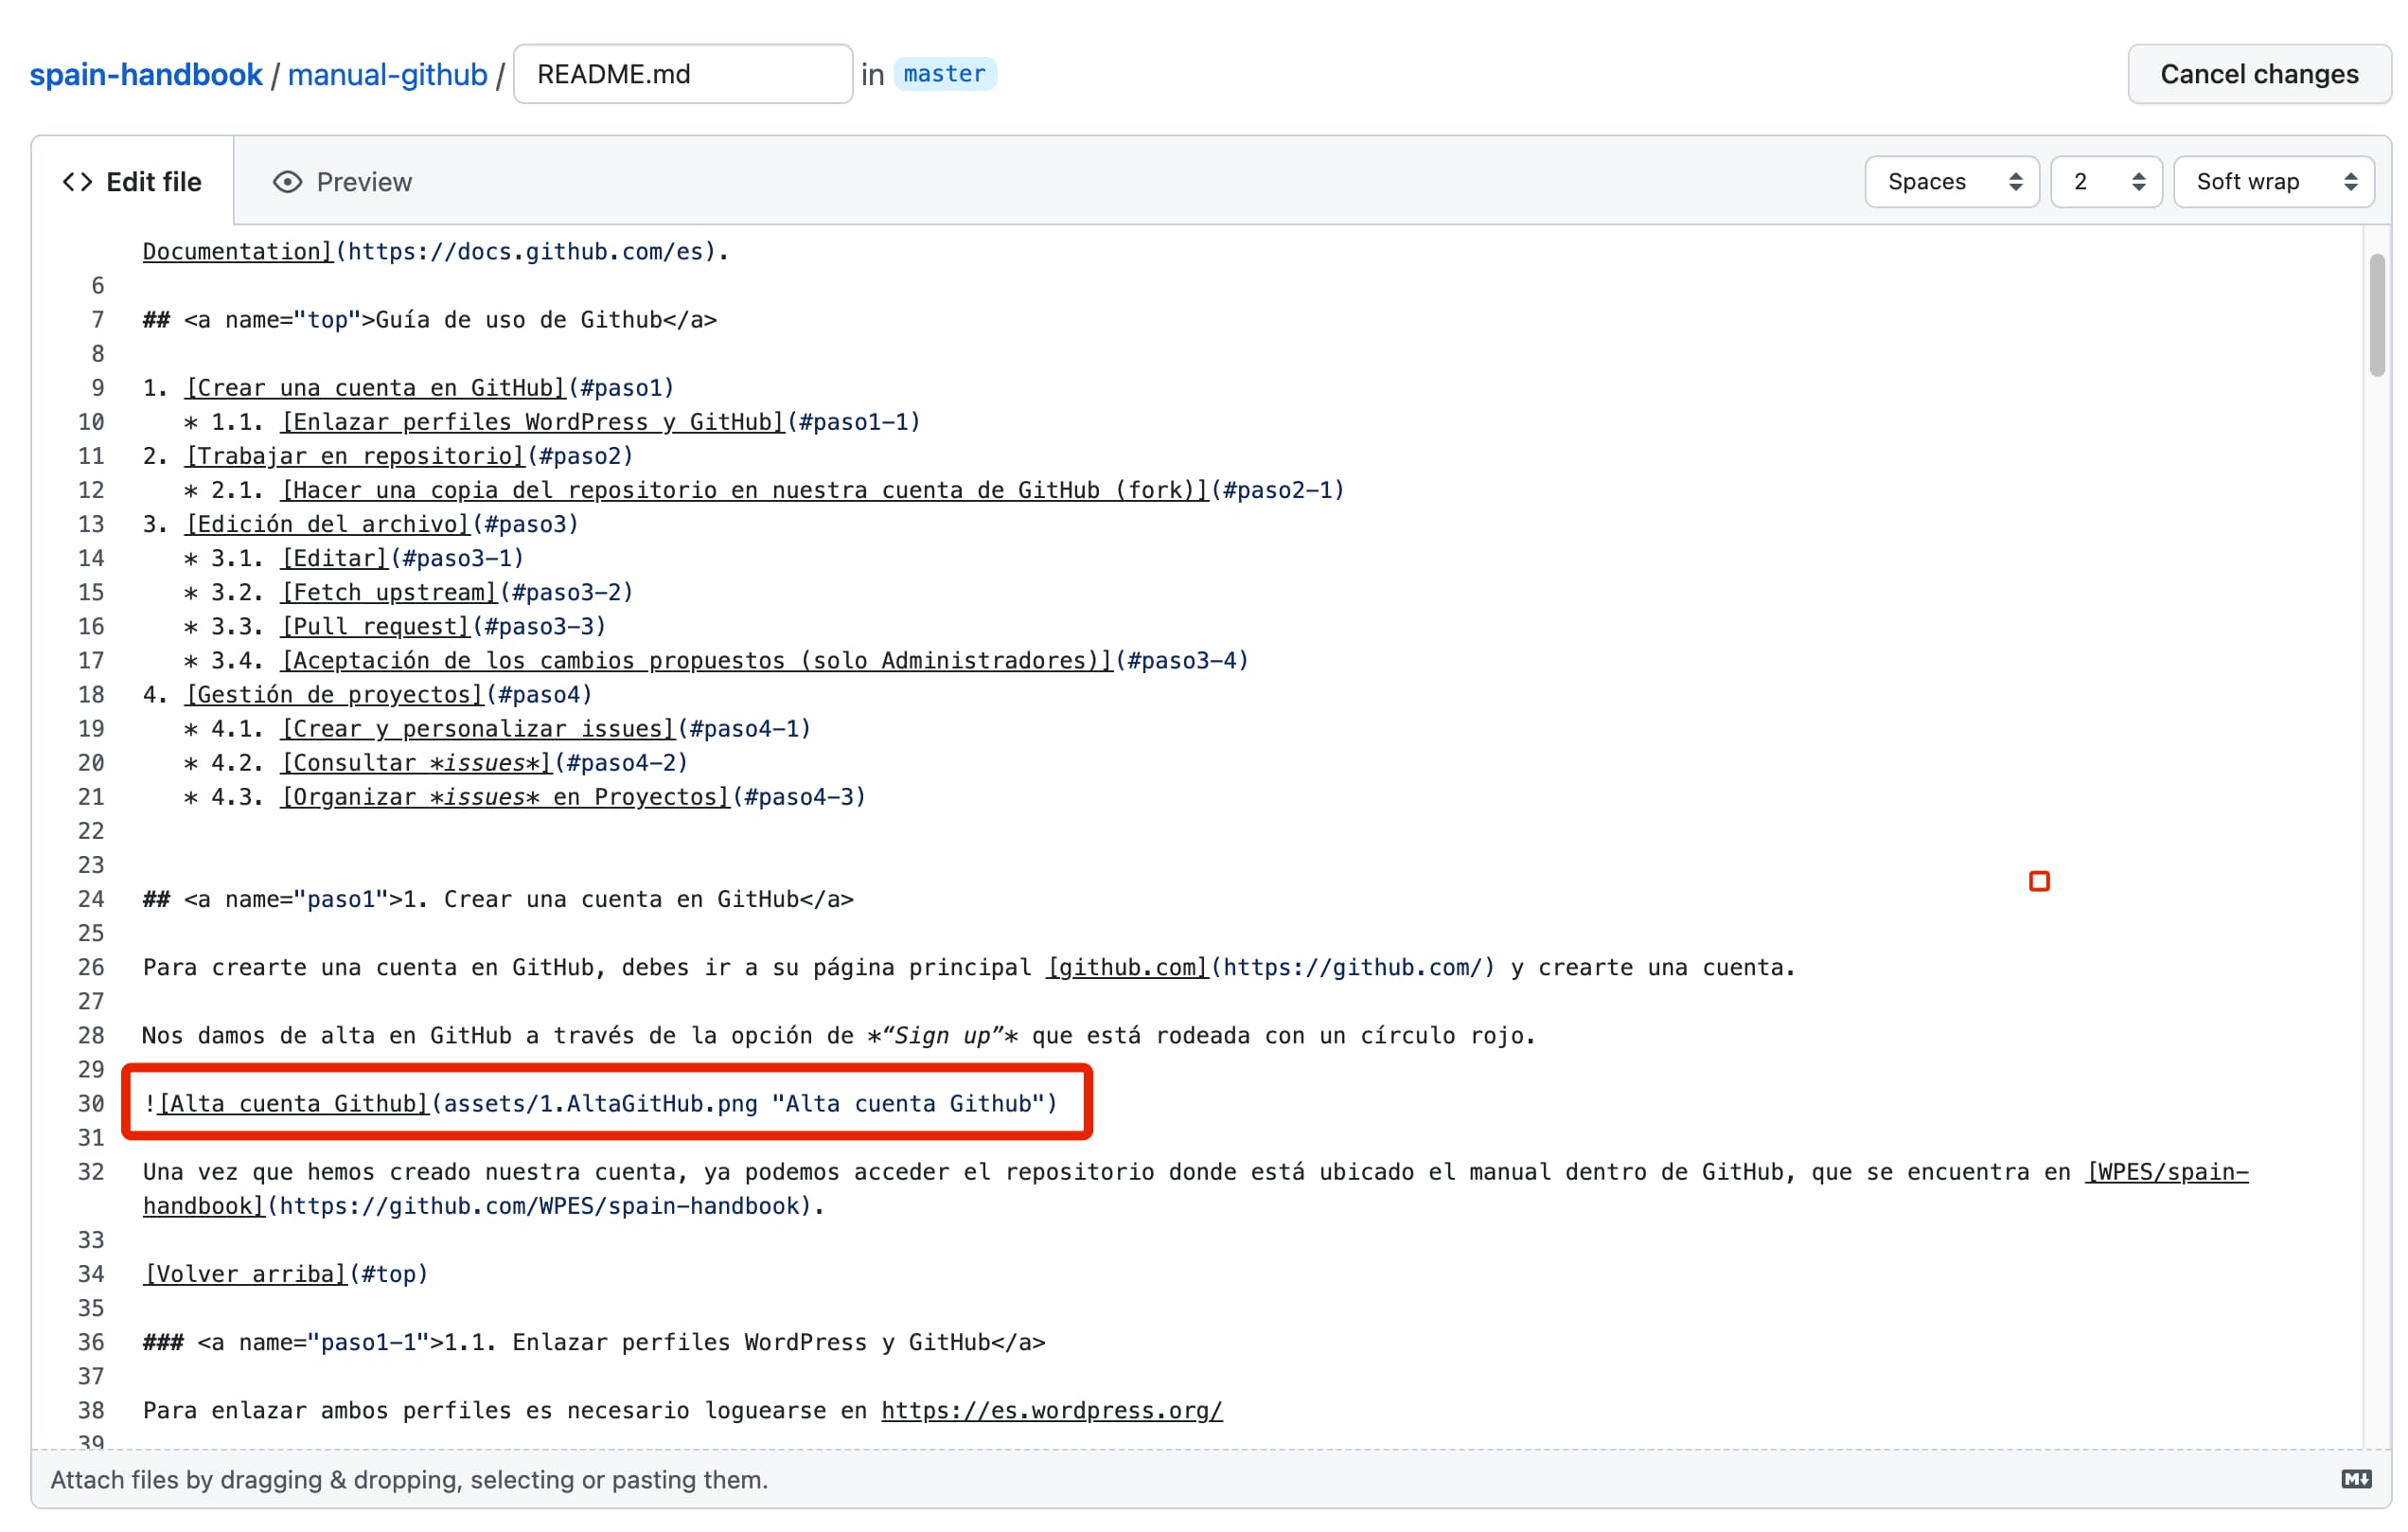 spain-handbook / manual-github / README.md in master
Cancel changes
<> Edit file
Preview
Spaces
2
Soft wrap
Documentation](https://docs.github.com/es).
6
7 ## <a name="top">Guía de uso de Github</a>
8
9 1. [Crear una cuenta en GitHub](#paso1)
10 * 1.1. [Enlazar perfiles WordPress y GitHub](#paso1-1)
11 2. [Trabajar en repositorio](#paso2)
12 * 2.1. [Hacer una copia del repositorio en nuestra cuenta de GitHub (fork)](#paso2-1)
13 3. [Edición del archivo](#paso3)
14 * 3.1. [Editar](#paso3-1)
15 * 3.2. [Fetch upstream](#paso3-2)
16 * 3.3. [Pull request](#paso3-3)
17 * 3.4. [Aceptación de los cambios propuestos (solo Administradores)](#paso3-4)
18 4. [Gestión de proyectos](#paso4)
19 * 4.1. [Crear y personalizar issues](#paso4-1)
20 * 4.2. [Consultar *issues*](#paso4-2)
21 * 4.3. [Organizar *issues* en Proyectos](#paso4-3)
22
23
24 ## <a name="paso1">1. Crear una cuenta en GitHub</a>
25
26 Para crearte una cuenta en GitHub, debes ir a su página principal [github.com](https://github.com/) y crearte una cuenta.
27
28 Nos damos de alta en GitHub a través de la opción de *“Sign up”* que está rodeada con un círculo rojo.
29
30 ![Alta cuenta Github](assets/1.AltaGitHub.png "Alta cuenta Github")
31
32 Una vez que hemos creado nuestra cuenta, ya podemos acceder el repositorio donde está ubicado el manual dentro de GitHub, que se encuentra en [WPES/spain-
handbook](https://github.com/WPES/spain-handbook).
33
34 [Volver arriba](#top)
35
36 ### <a name="paso1-1">1.1. Enlazar perfiles WordPress y GitHub</a>
37
38 Para enlazar ambos perfiles es necesario loguearse en https://es.wordpress.org/
39
Attach files by dragging & dropping, selecting or pasting them.
M↓